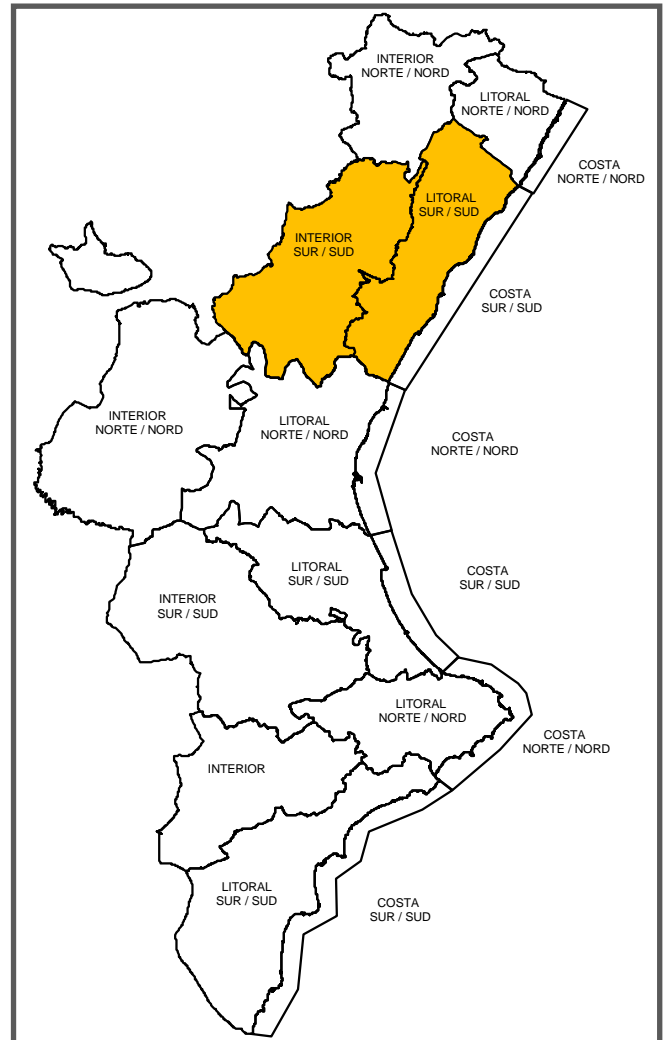 INTERIOR
NORTE / NORD
LITORAL
NORTE / NORD
COSTA
NORTE / NORD
LITORAL
SUR / SUD
INTERIOR
SUR / SUD
COSTA
SUR / SUD
INTERIOR
NORTE / NORD
LITORAL
NORTE / NORD
COSTA
NORTE / NORD
LITORAL
SUR / SUD
COSTA
SUR / SUD
INTERIOR
SUR / SUD
LITORAL
NORTE / NORD
COSTA
NORTE / NORD
INTERIOR
LITORAL
SUR / SUD
COSTA
SUR / SUD